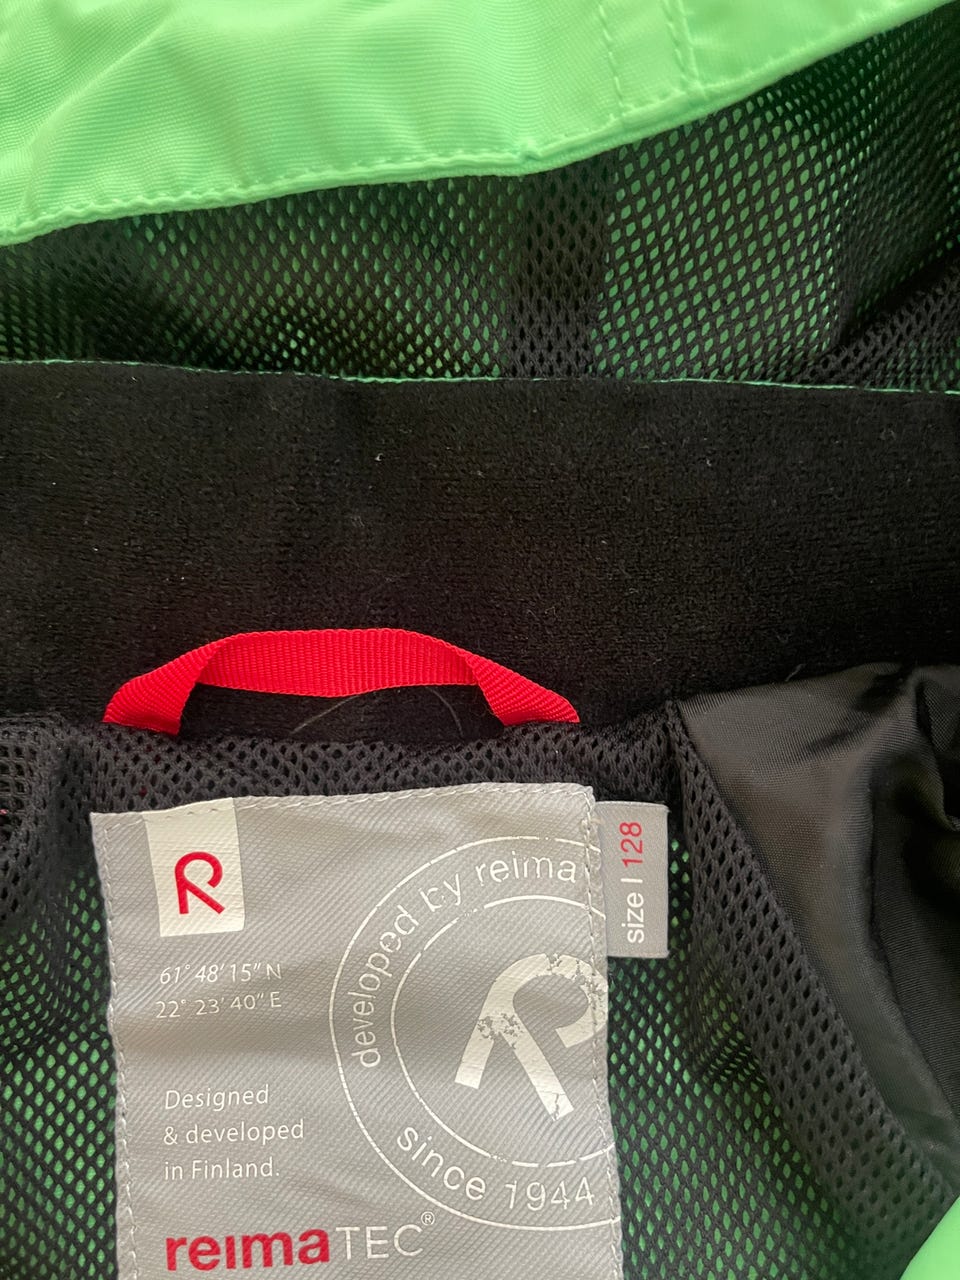 developed by reima
size | 128
R
61° 48' 15" N
22° 23' 40" E
R
Designed
& developed
in Finland.
since 1944
reimaTEC®